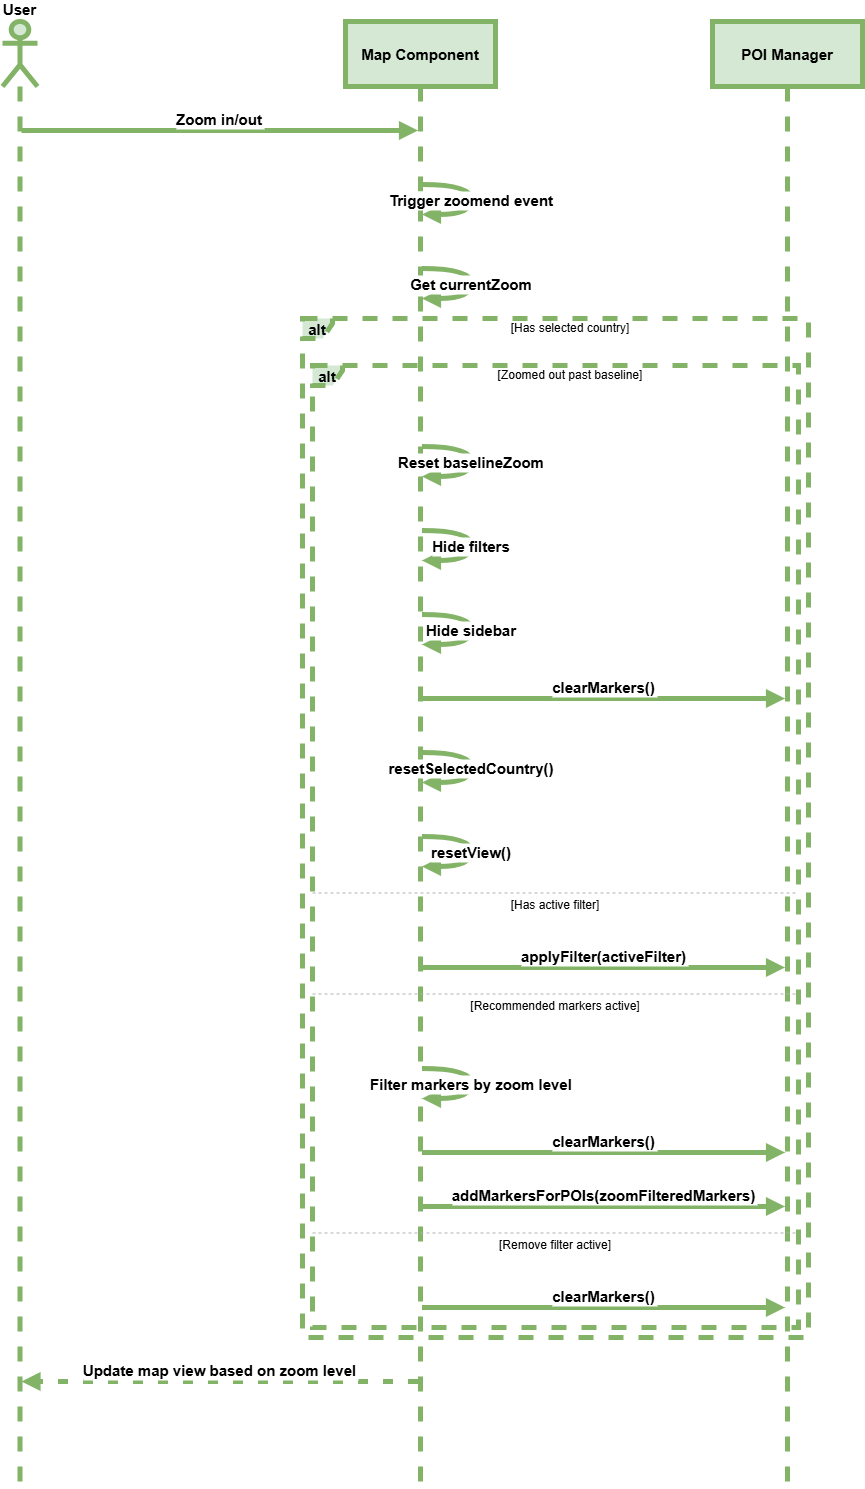 User
Map Component
POI Manager
Zoom in/out
Trigger zoomend event
Get currentZoom
alt
[Has selected country]
alt
[Zoomed out past baseline]
Reset baselineZoom
Hide filters
Hide sidebar
clearMarkers()
resetSelectedCountry()
resetView()
[Has active filter]
applyFilter(activeFilter)
[Recommended markers active]
Filter markers by zoom level
clearMarkers()
addMarkersForPOIs(zoomFilteredMarkers)
[Remove filter active]
clearMarkers()
Update map view based on zoom level